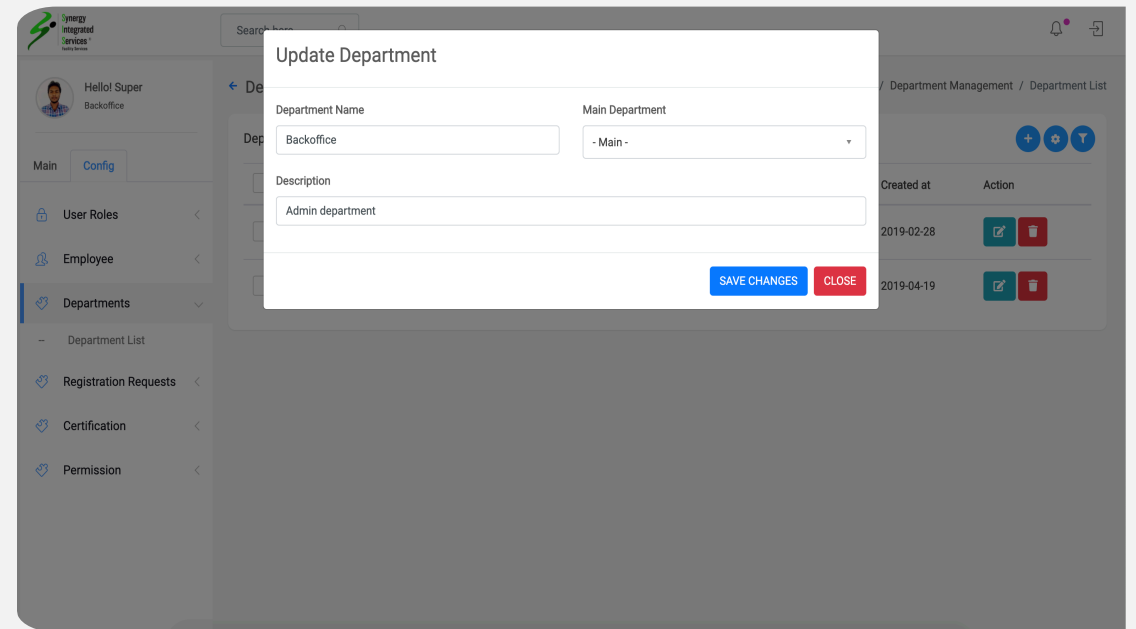 Synergy
Integrated
Services
Facility Services
Search here
Hello! Super
Backoffice
Main
Config
User Roles
Employee
Departments
Department List
Registration Requests
Certification
Permission
/ Department Management / Department List
Created at
Action
2019-02-28
2019-04-19
Update Department
Department Name
Main Department
Backoffice
- Main -
Description
Admin department
SAVE CHANGES
CLOSE